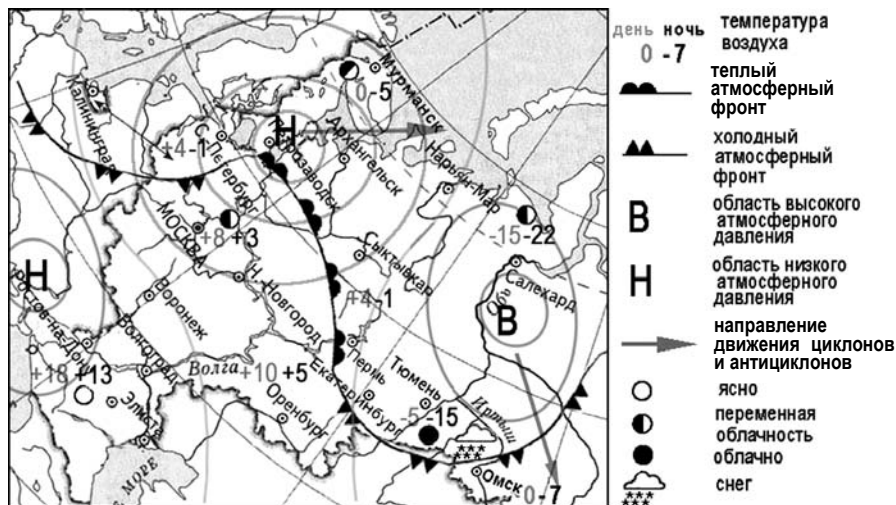 Мурманск
0 -5
Калининград
+4 -1
С.Петербург
Н
Петрозаводск
Архангельск
Нарьян-Мар
МОСКВА
+8 +3
-15 -22
Сыктывкар
Салехард
Обь
В
Н
Воронеж
Н. Новгород
+4 -1
Ростов-на-Дону
Волгоград
Волга
+10 +5
Пермь
Тюмень
+18 +13
Элиста
Оренбург
Екатеринбург
-5 -15
Иртыш
МОРЕ
Омск
-0 -7
день ночь
0 -7
температура
воздуха
теплый
атмосферный
фронт
холодный
атмосферный
фронт
В
область высокого
атмосферного
давления
Н
область низкого
атмосферного
давления
направление
движения циклонов
и антициклонов
ясно
переменная
облачность
облачно
снег